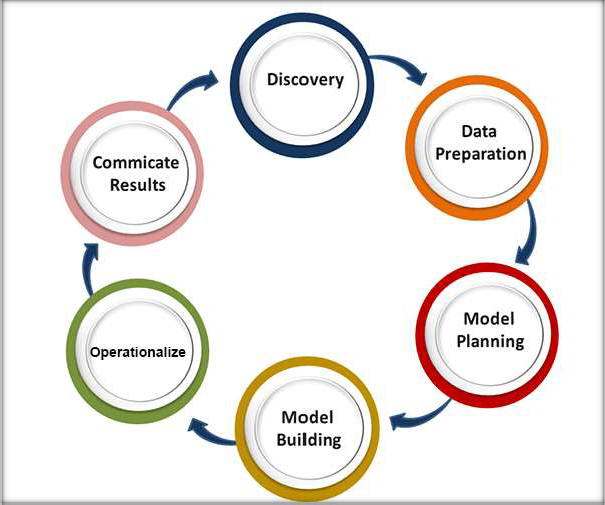 Discovery
Data
Preparation
Model
Planning
Model
Building
Operationalize
Commicate
Results